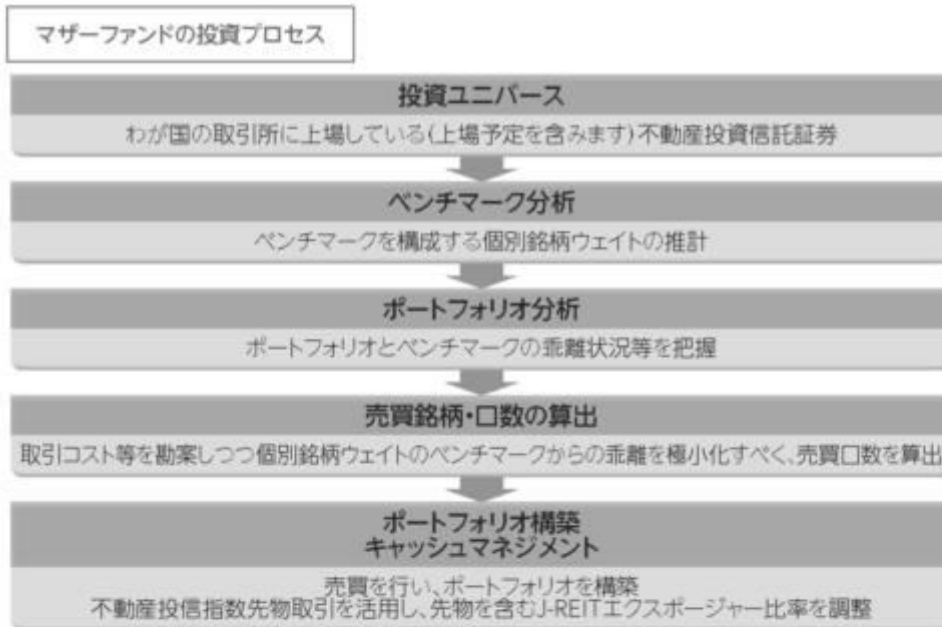 マザーファンドの投資プロセス
投資ユニバース
わが国の取引所に上場している(上場予定を含みます)不動産投資信託証券
ベンチマーク分析
ベンチマークを構成する個別銘柄ウェイトの推計
ポートフォリオ分析
ポートフォリオとベンチマークの乖離状況等を把握
売買銘柄・口数の算出
取引コスト等を勘案しつつ個別銘柄ウェイトのベンチマークからの乖離を極小化すべく、売買口数を算出
ポートフォリオ構築
キャッシュマネジメント
売買を行い、ポートフォリオを構築
不動産投信指数先物取引を活用し、先物を含むJ-REITエクスポージャー比率を調整